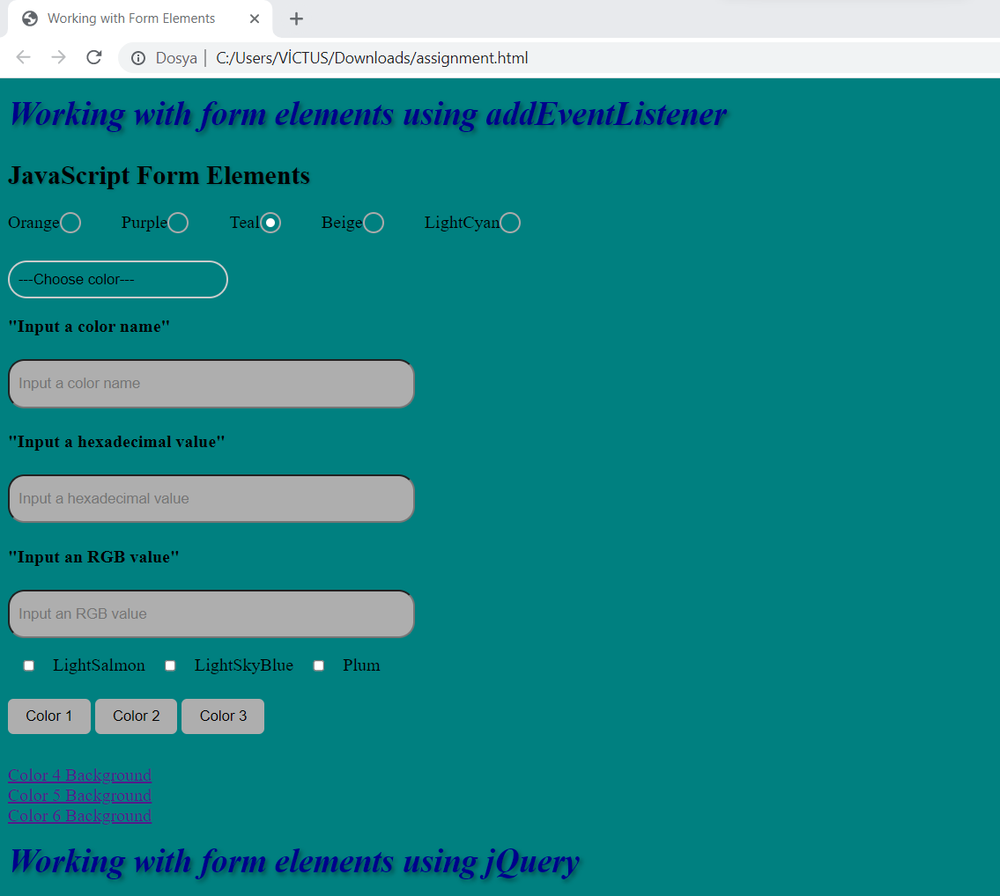 Working with Form Elements
Dosya | C:/Users/VİCTUS/Downloads/assignment.html
Working with form elements using addEventListener
JavaScript Form Elements
Orange Purple Teal Beige LightCyan
---Choose color---
"Input a color name"
Input a color name
"Input a hexadecimal value"
Input a hexadecimal value
"Input an RGB value"
Input an RGB value
LightSalmon LightSkyBlue Plum
Color 1 Color 2 Color 3
Color 4 Background
Color 5 Background
Color 6 Background
Working with form elements using jQuery